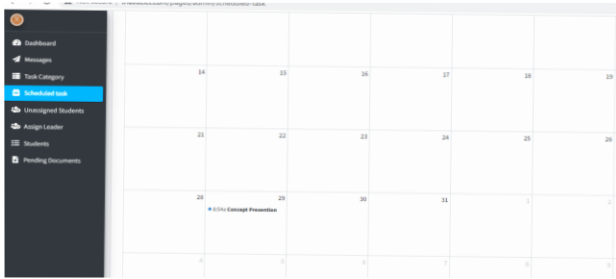 Dashboard
Messages
Task Category
Scheduled task
Unassigned Students
Assign Leader
Students
Pending Documents
14 15 16 17 18 19
21 22 23 24 25 26
28 29 30 31 1 2
Concept Presention
4 5 6 7 8 9